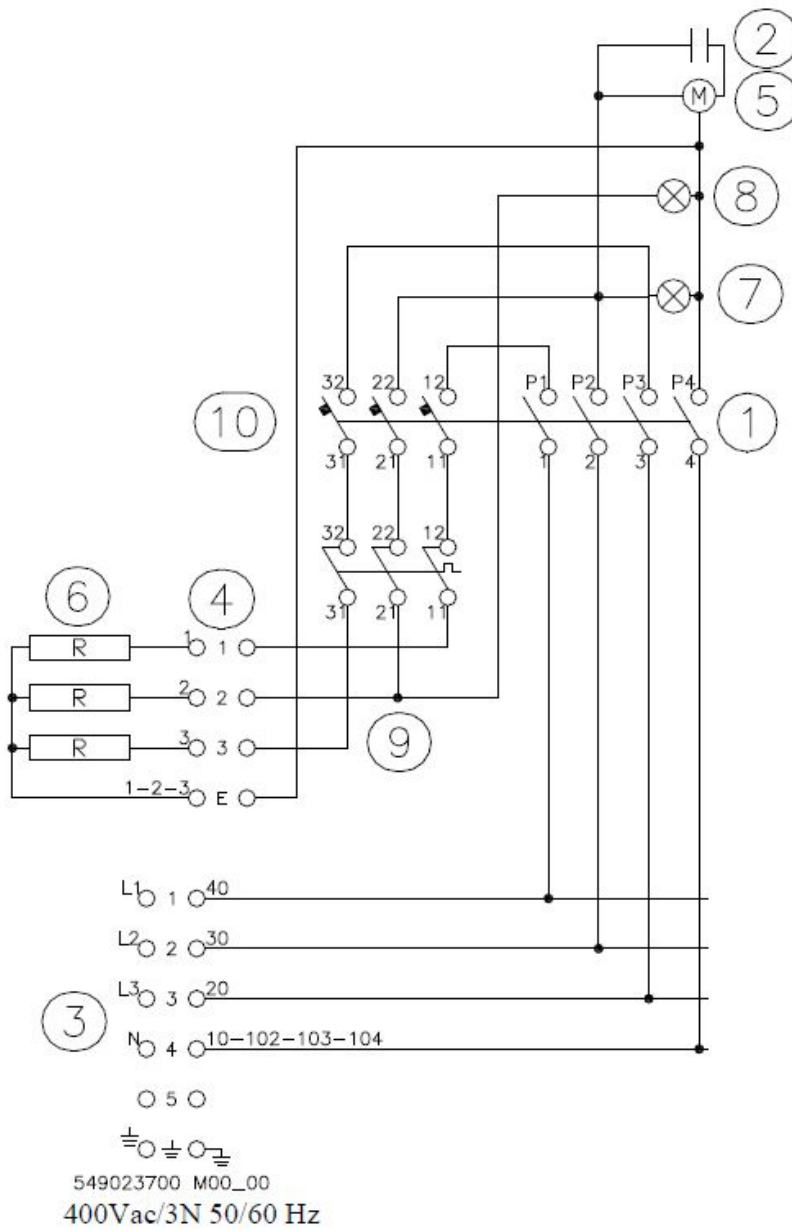 2
M
5
8
7
32 22 12 P1 P2 P3 P4
10
1
31 21 11 1 2 3 4
32 22 12
6
4
31 21 11
R 1 1
R 2 2
R 3 3
9
1-2-3 E
L1 1 40
L2 2 30
L3 3 20
3
N 4 10-102-103-104
5
549023700 M00_00
400Vac/3N 50/60 Hz